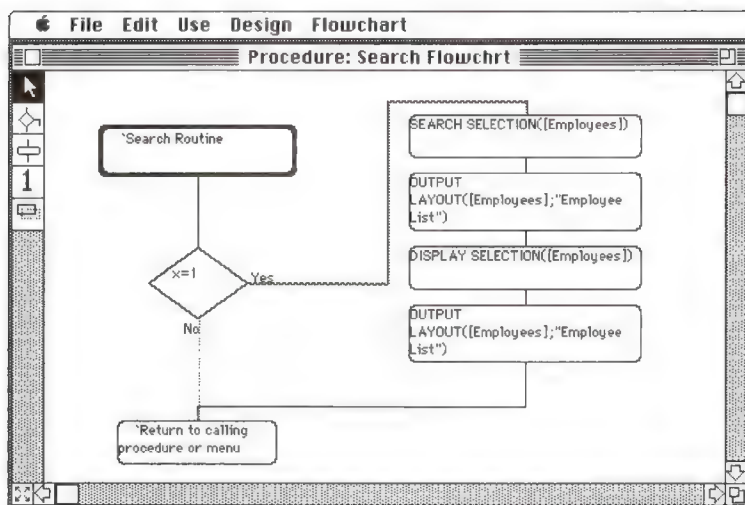 File Edit Use Design Flowchart
Procedure: Search Flowchrt
1
`Search Routine
x=1
Yes
No
`Return to calling
procedure or menu
SEARCH SELECTION([Employees])
OUTPUT
LAYOUT([Employees];"Employee
List")
DISPLAY SELECTION([Employees])
OUTPUT
LAYOUT([Employees];"Employee
List")